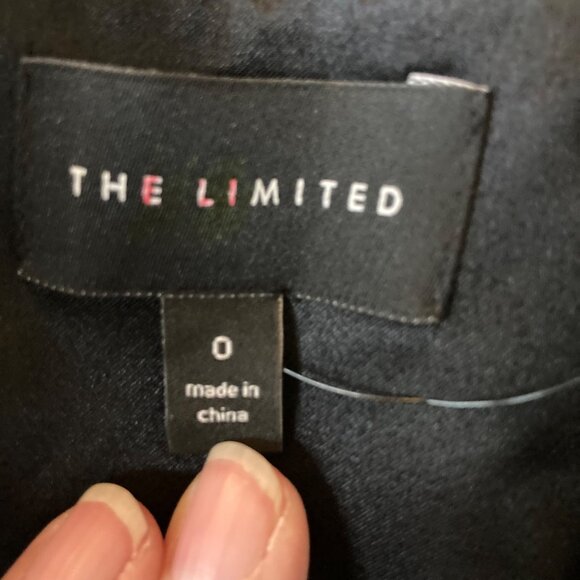 THE LIMITED
0
made in
china